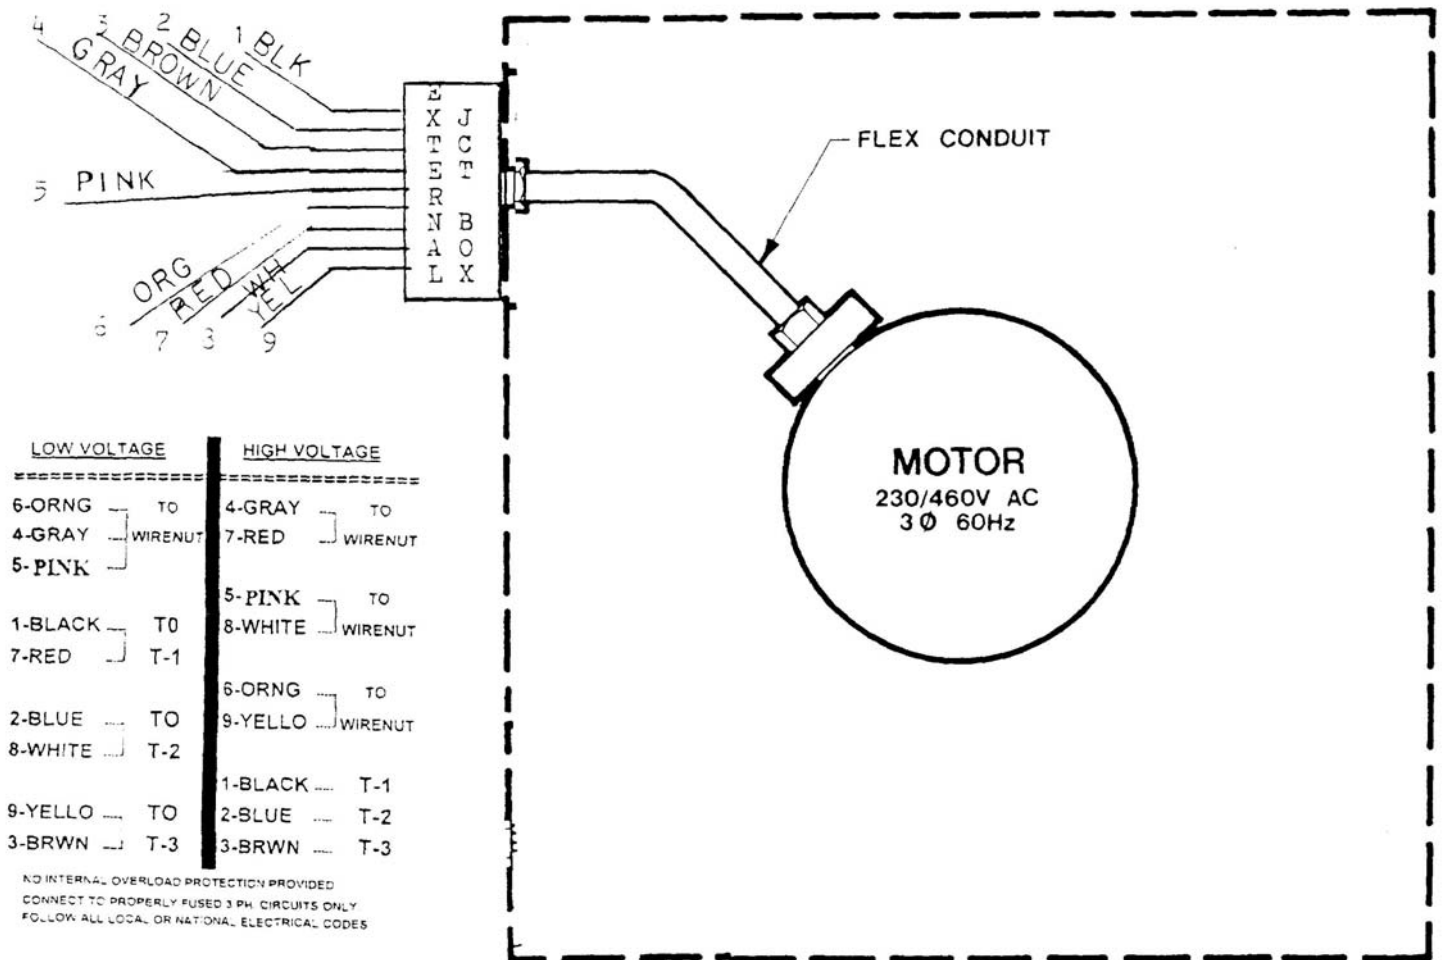 1 BLK
2 BLUE
3 BROWN
4 GRAY
5 PINK
ORG
6
RED
7
WH
8
YEL
9
EXTERNAL
JCT BOX
FLEX CONDUIT
MOTOR
230/460V AC
3 Ø 60Hz
LOW VOLTAGE
6-ORNG TO
4-GRAY WIRENUT
5-PINK
1-BLACK T0
7-RED T-1
2-BLUE TO
8-WHITE T-2
9-YELLO TO
3-BRWN T-3
HIGH VOLTAGE
4-GRAY TO
7-RED WIRENUT
5-PINK TO
8-WHITE WIRENUT
6-ORNG TO
9-YELLO WIRENUT
1-BLACK T-1
2-BLUE T-2
3-BRWN T-3
NO INTERNAL OVERLOAD PROTECTION PROVIDED
CONNECT TO PROPERLY FUSED 3 PH. CIRCUITS ONLY
FOLLOW ALL LOCAL OR NATIONAL ELECTRICAL CODES